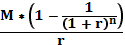 M * (1 − 1/(1 + r)ⁿ)
r